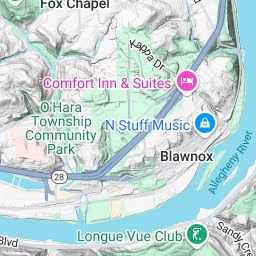 Fox Chapel
Kappa Dr
Comfort Inn & Suites
O'Hara
Township
Community
Park
N Stuff Music
Blawnox
Allegheny River
28
Blvd
Longue Vue Club
Sandy Cre